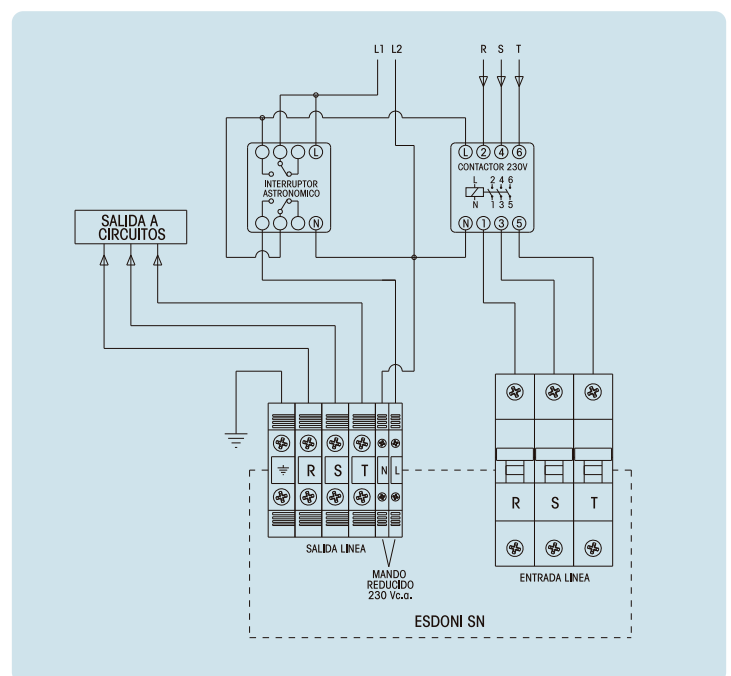 L1 L2
R S T
L 2 4 6
CONTACTOR 230V
L 2 4 6
N 1 3 5
N 1 3 5
L
INTERRUPTOR
ASTRONOMICO
N
SALIDA A
CIRCUITOS
R S T N L
SALIDA LINEA
MANDO
REDUCIDO
230 Vc.a.
R S T
ENTRADA LINEA
ESDONI SN